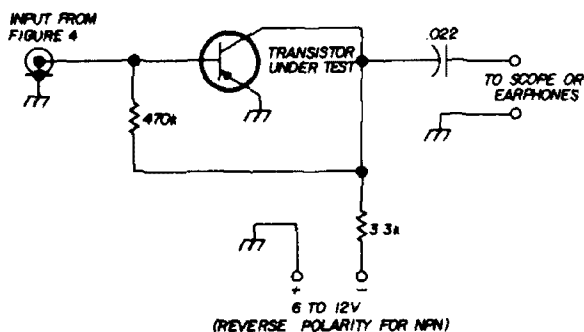 INPUT FROM
FIGURE 4
TRANSISTOR
UNDER TEST
.022
TO SCOPE OR
EARPHONES
470k
3.3k
+ -
6 TO 12V
(REVERSE POLARITY FOR NPN)